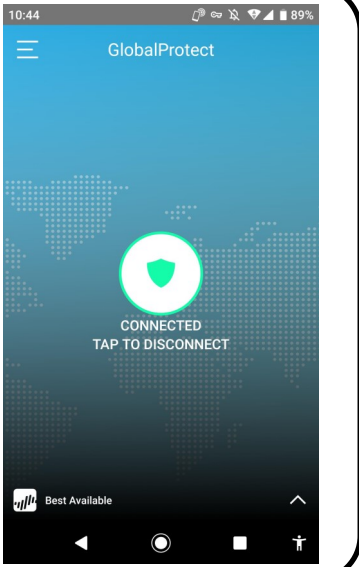 10:44
89%
GlobalProtect
CONNECTED
TAP TO DISCONNECT
Best Available